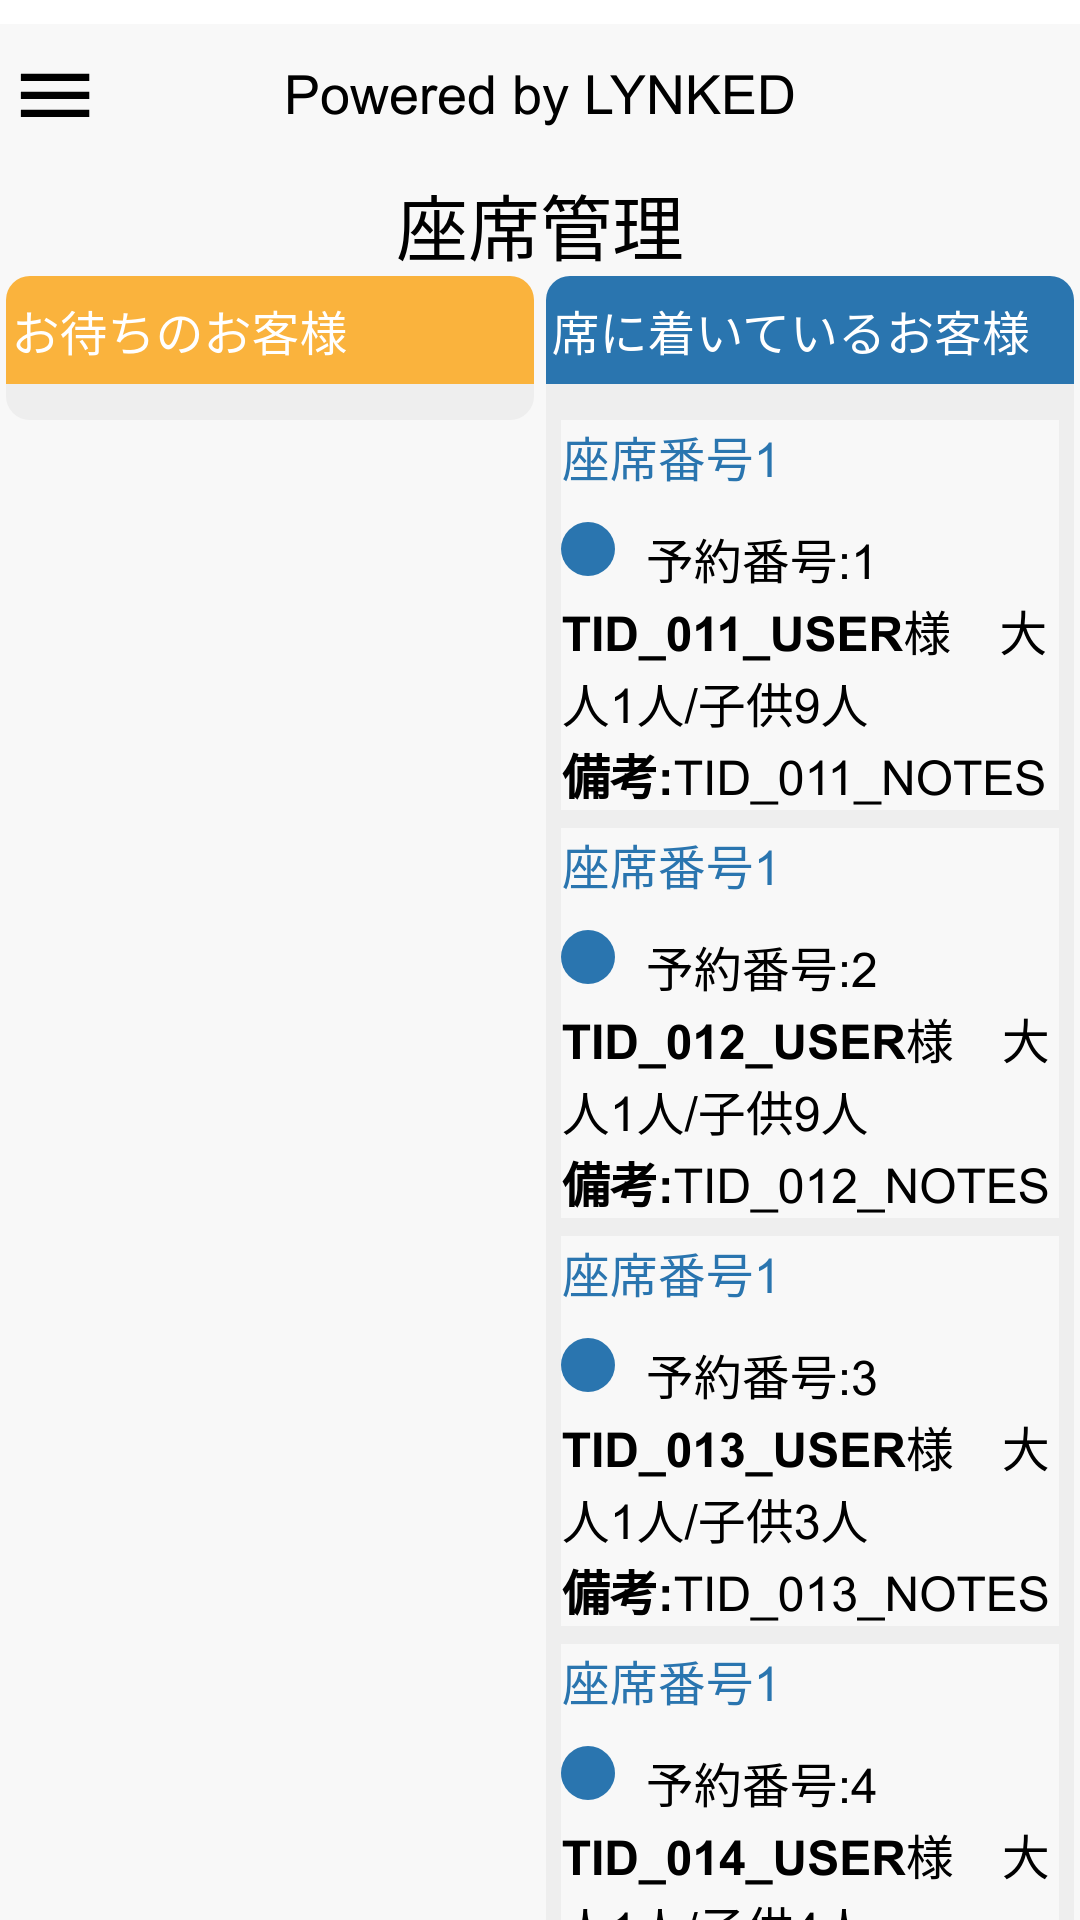 Powered by LYNKED
座席管理
お待ちのお客様
席に着いているお客様
座席番号1
予約番号:1
TID_011_USER様　大
人1人/子供9人
備考:TID_011_NOTES
座席番号1
予約番号:2
TID_012_USER様　大
人1人/子供9人
備考:TID_012_NOTES
座席番号1
予約番号:3
TID_013_USER様　大
人1人/子供3人
備考:TID_013_NOTES
座席番号1
予約番号:4
TID_014_USER様　大
人1人/子供4人